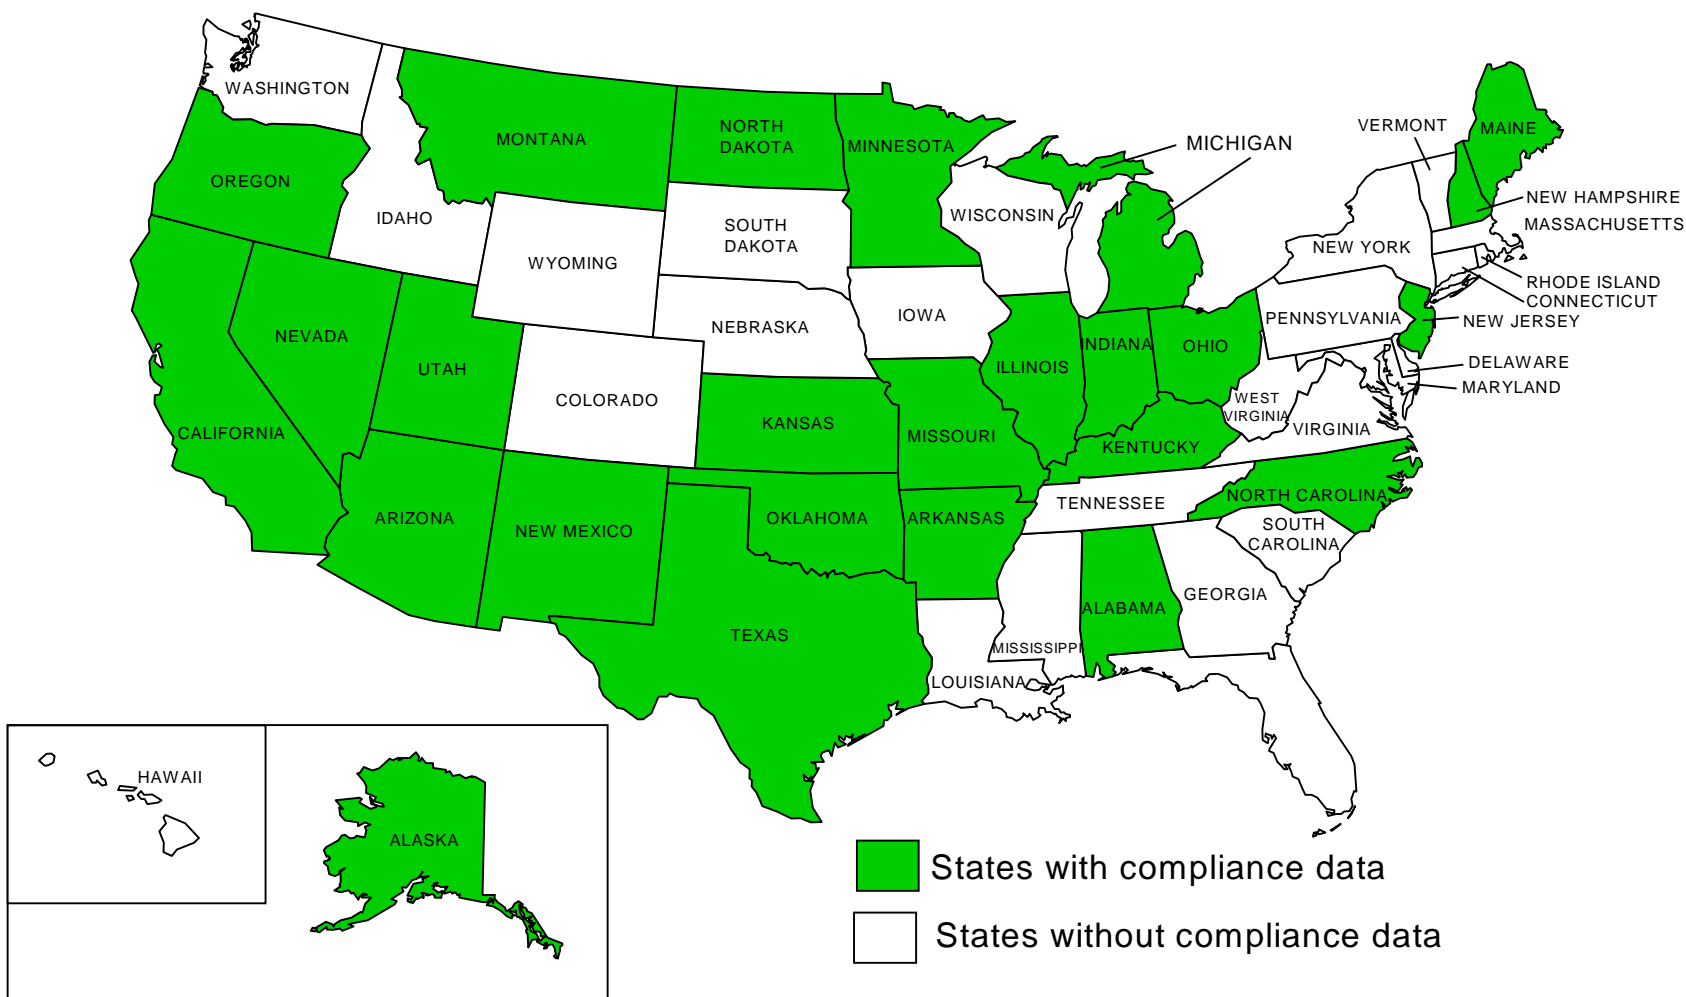 WASHINGTON
MONTANA
NORTH
DAKOTA
MINNESOTA
MICHIGAN
VERMONT
MAINE
OREGON
IDAHO
SOUTH
DAKOTA
WISCONSIN
NEW HAMPSHIRE
MASSACHUSETTS
NEW YORK
WYOMING
RHODE ISLAND
CONNECTICUT
NEBRASKA
IOWA
PENNSYLVANIA
NEW JERSEY
NEVADA
UTAH
COLORADO
ILLINOIS
INDIANA
OHIO
DELAWARE
MARYLAND
WEST
VIRGINIA
VIRGINIA
CALIFORNIA
KANSAS
MISSOURI
KENTUCKY
ARIZONA
NEW MEXICO
OKLAHOMA
ARKANSAS
TENNESSEE
NORTH CAROLINA
SOUTH
CAROLINA
TEXAS
ALABAMA
GEORGIA
MISSISSIPPI
LOUISIANA
HAWAII
ALASKA
States with compliance data
States without compliance data